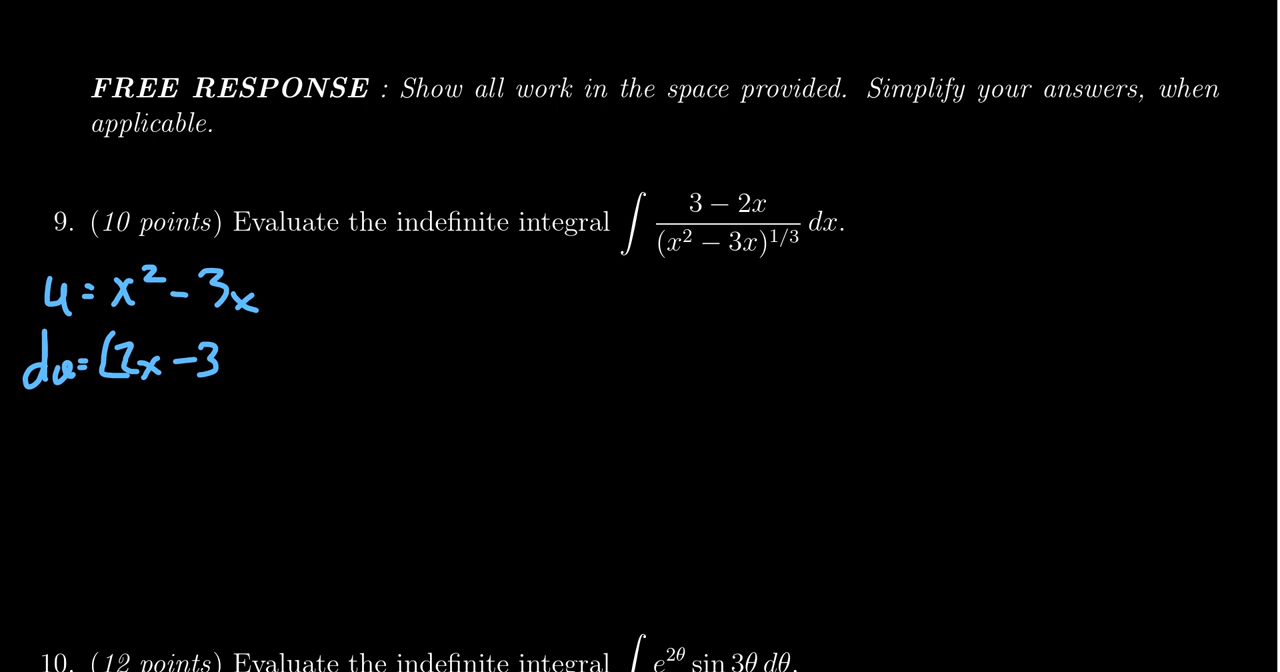 FREE RESPONSE : Show all work in the space provided. Simplify your answers, when
applicable.
9. (10 points) Evaluate the indefinite integral ∫ (3 − 2x)/(x² − 3x)^{1/3} dx.
u = x² - 3x
du = (2x - 3
10. (12 points) Evaluate the indefinite integral ∫ e^{2θ} sin 3θ dθ.